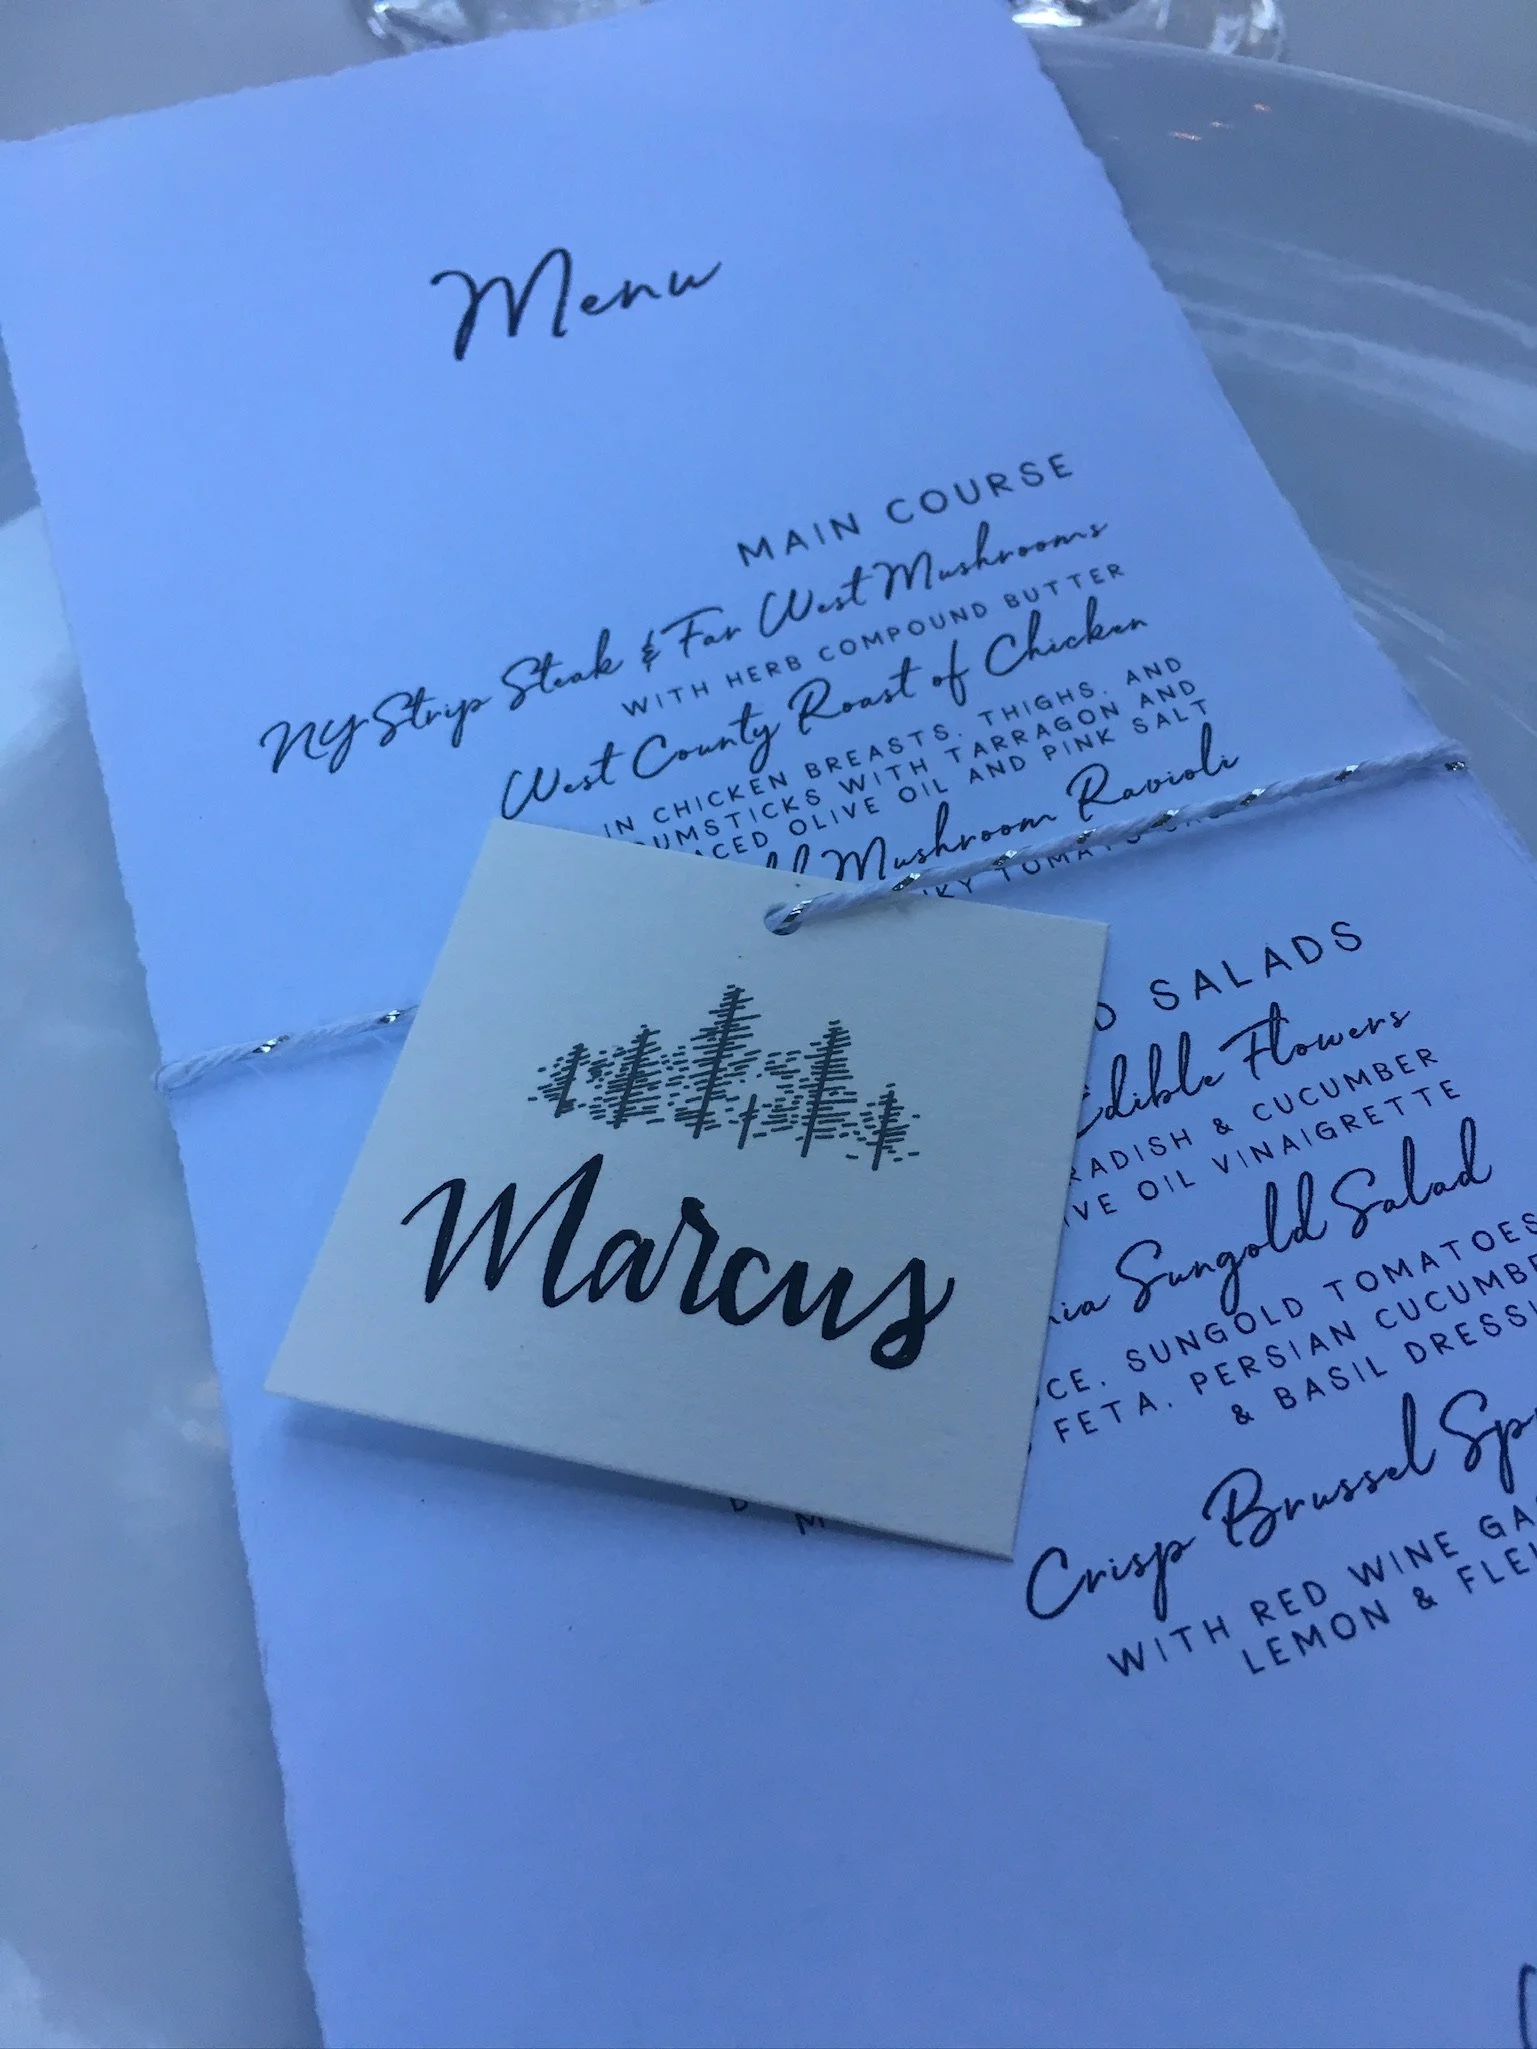 Menu
MAIN COURSE
NY Strip Steak & Far West Mushrooms
WITH HERB COMPOUND BUTTER
West County Roast of Chicken
IN CHICKEN BREASTS, THIGHS, AND
WITH TARRAGON AND
OLIVE OIL AND PINK SALT
Mushroom Ravioli
TOMATO
SALADS
Edible Flowers
RADISH & CUCUMBER
OIL VINAIGRETTE
Sungold Salad
SUNGOLD TOMATOES
FETA, PERSIAN
& BASIL
Crisp Brussel
WITH RED WINE
LEMON &
Marcus